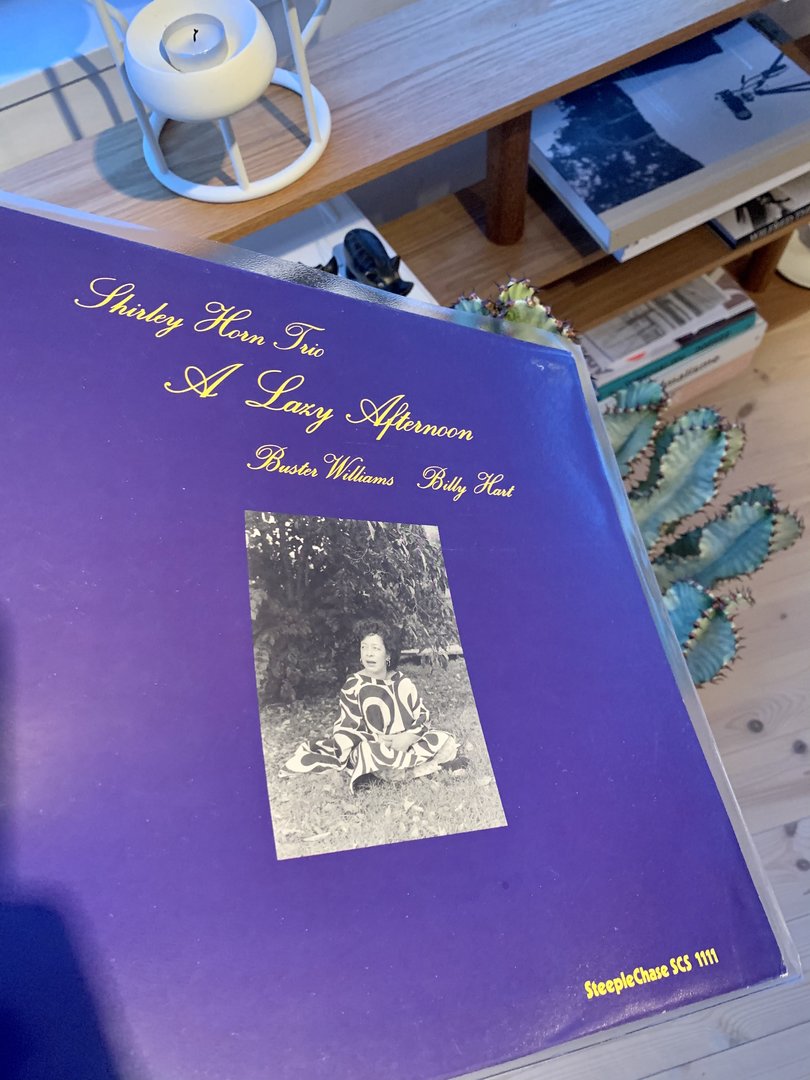 Shirley Horn Trio
A Lazy Afternoon
Buster Williams Billy Hart
SteepleChase SCS 1111